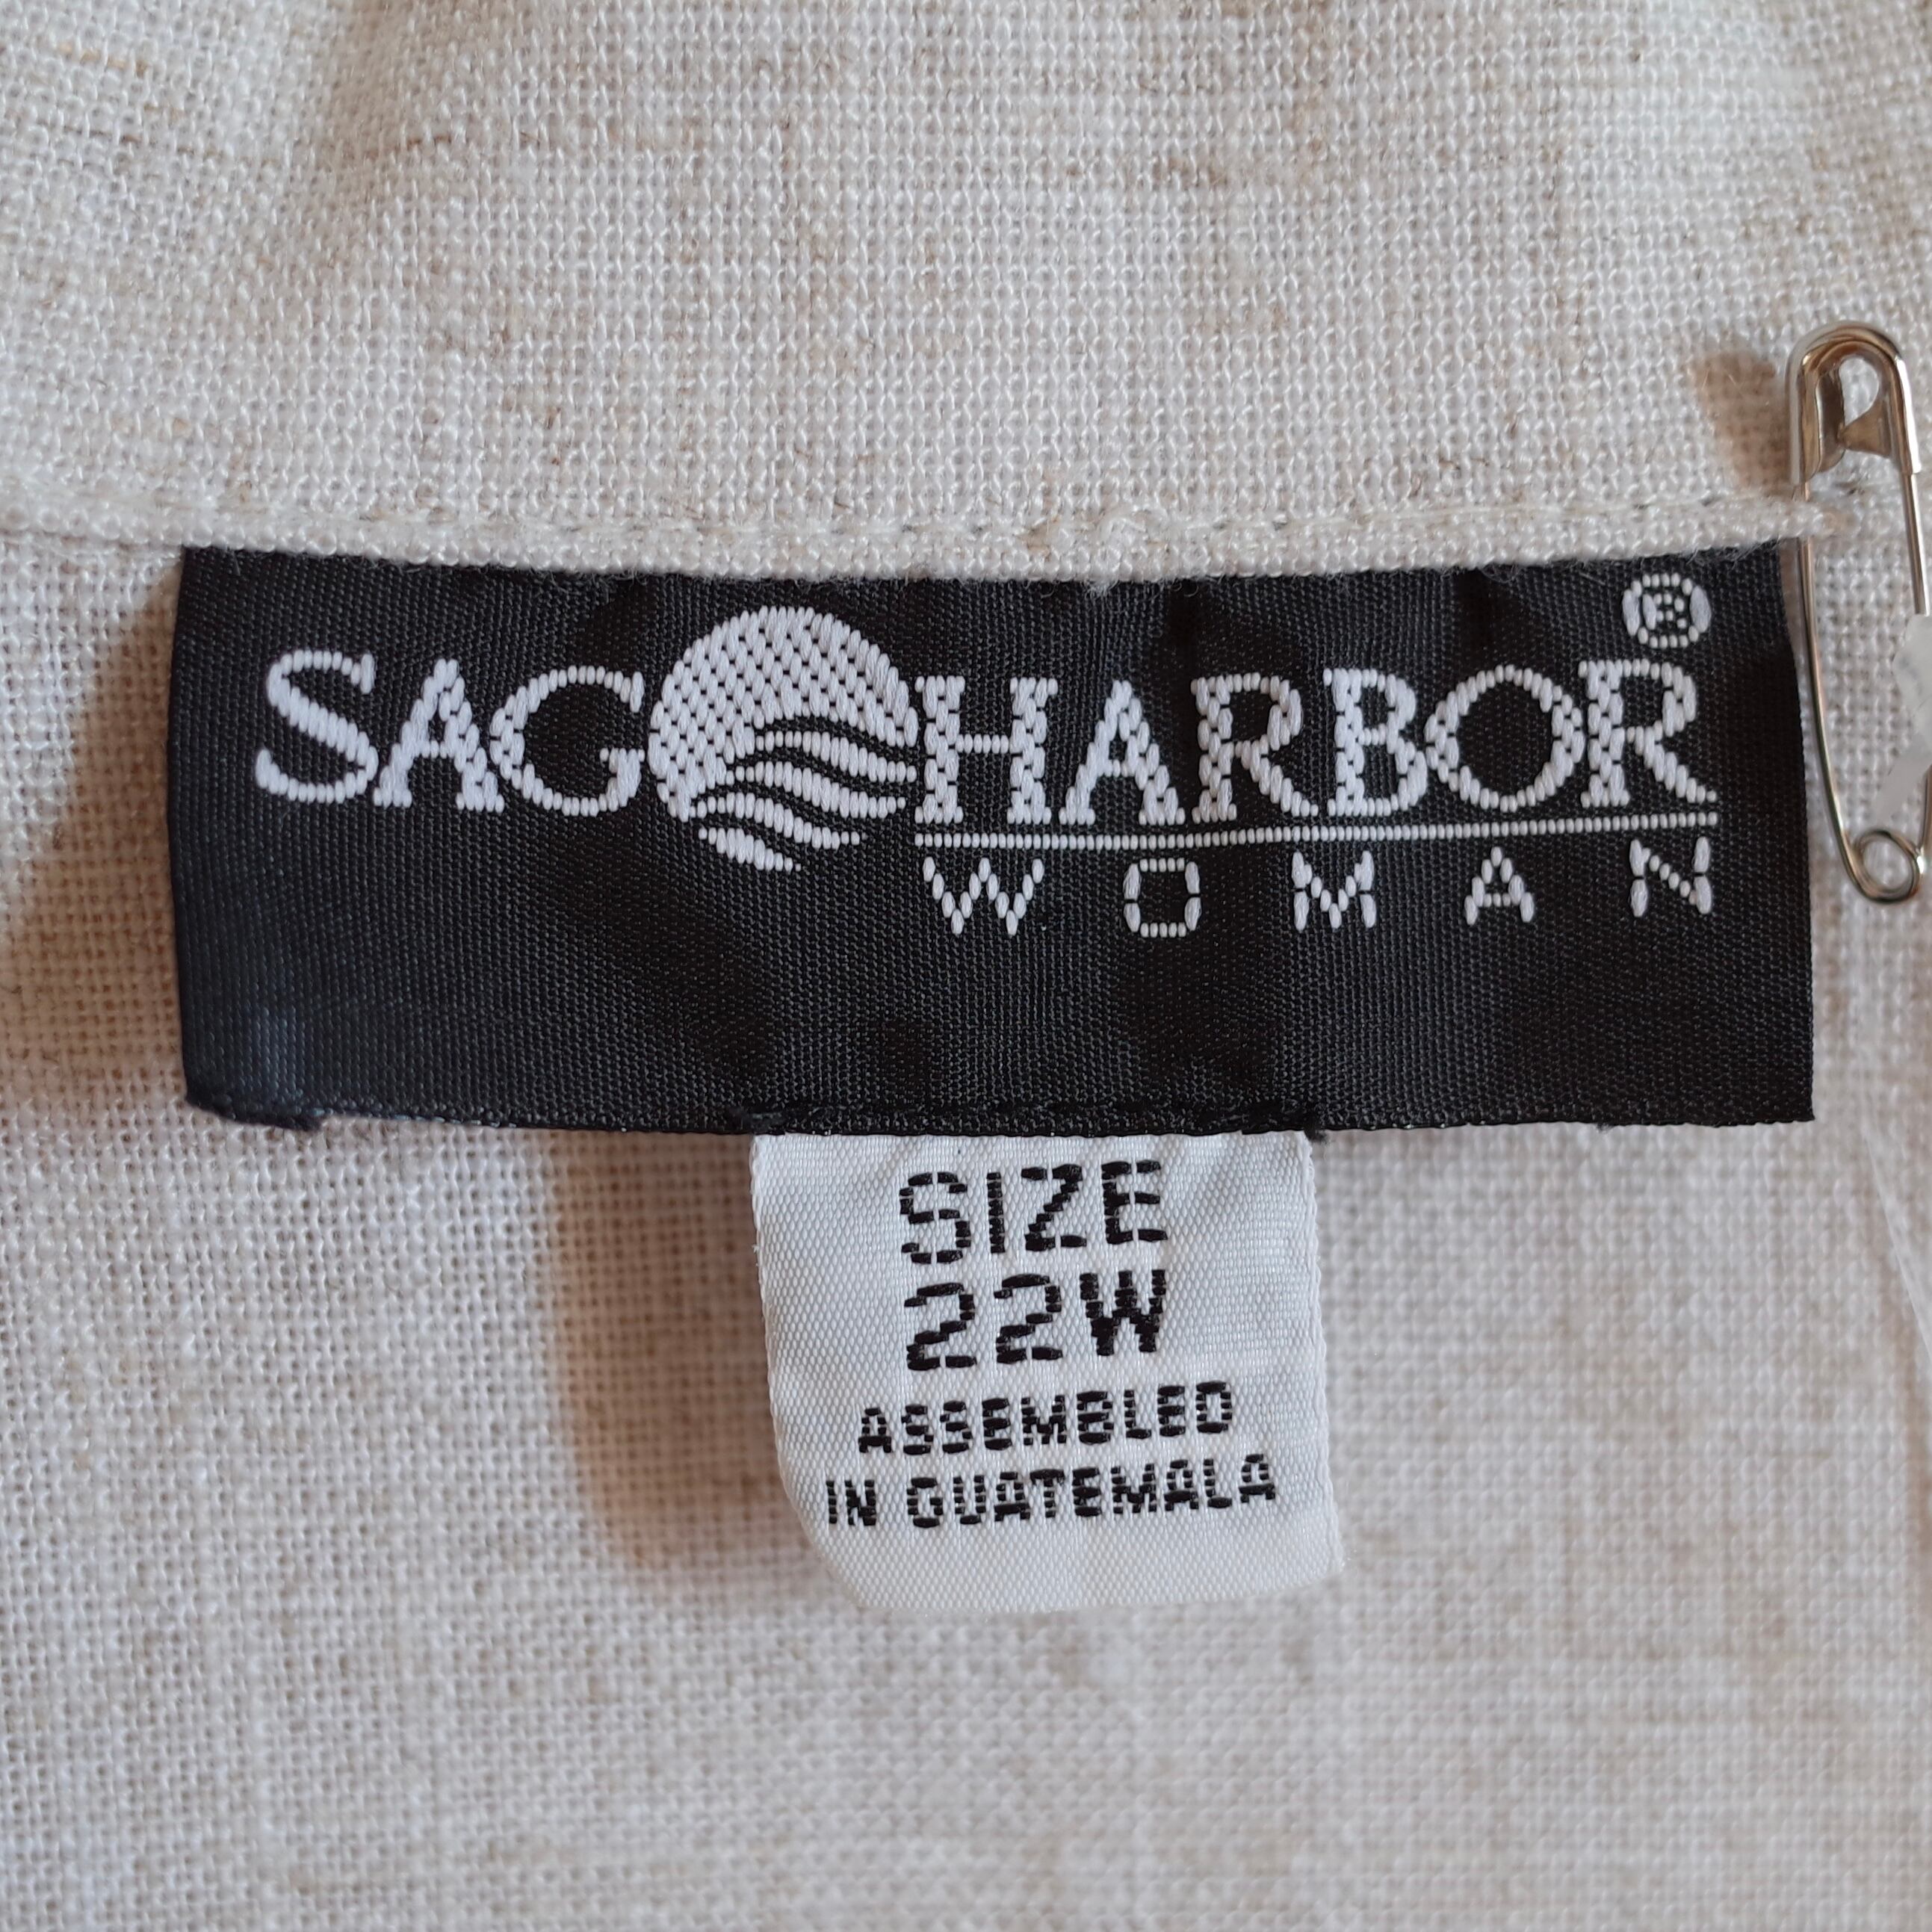 SAG HARBOR®
WOMAN
SIZE
22W
ASSEMBLED
IN GUATEMALA